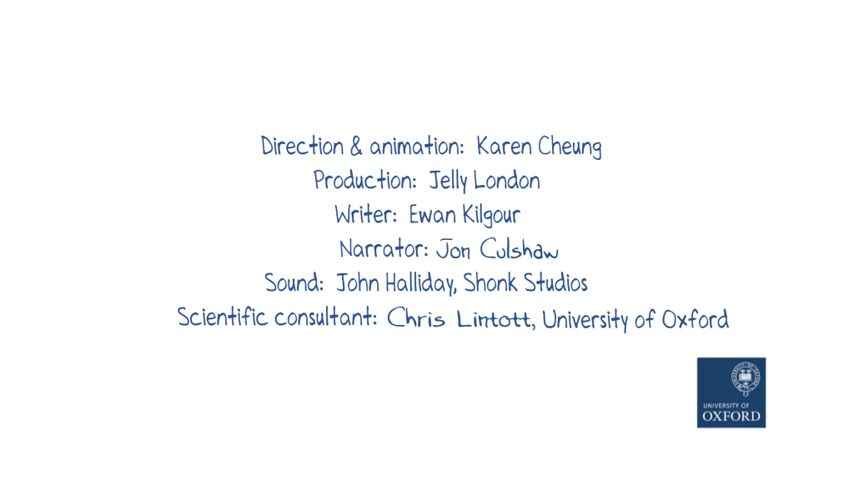 Direction & animation: Karen Cheung
Production: Jelly London
Writer: Ewan Kilgour
Narrator: Jon Culshaw
Sound: John Halliday, Shonk Studios
Scientific consultant: Chris Lintott, University of Oxford
UNIVERSITY OF
OXFORD